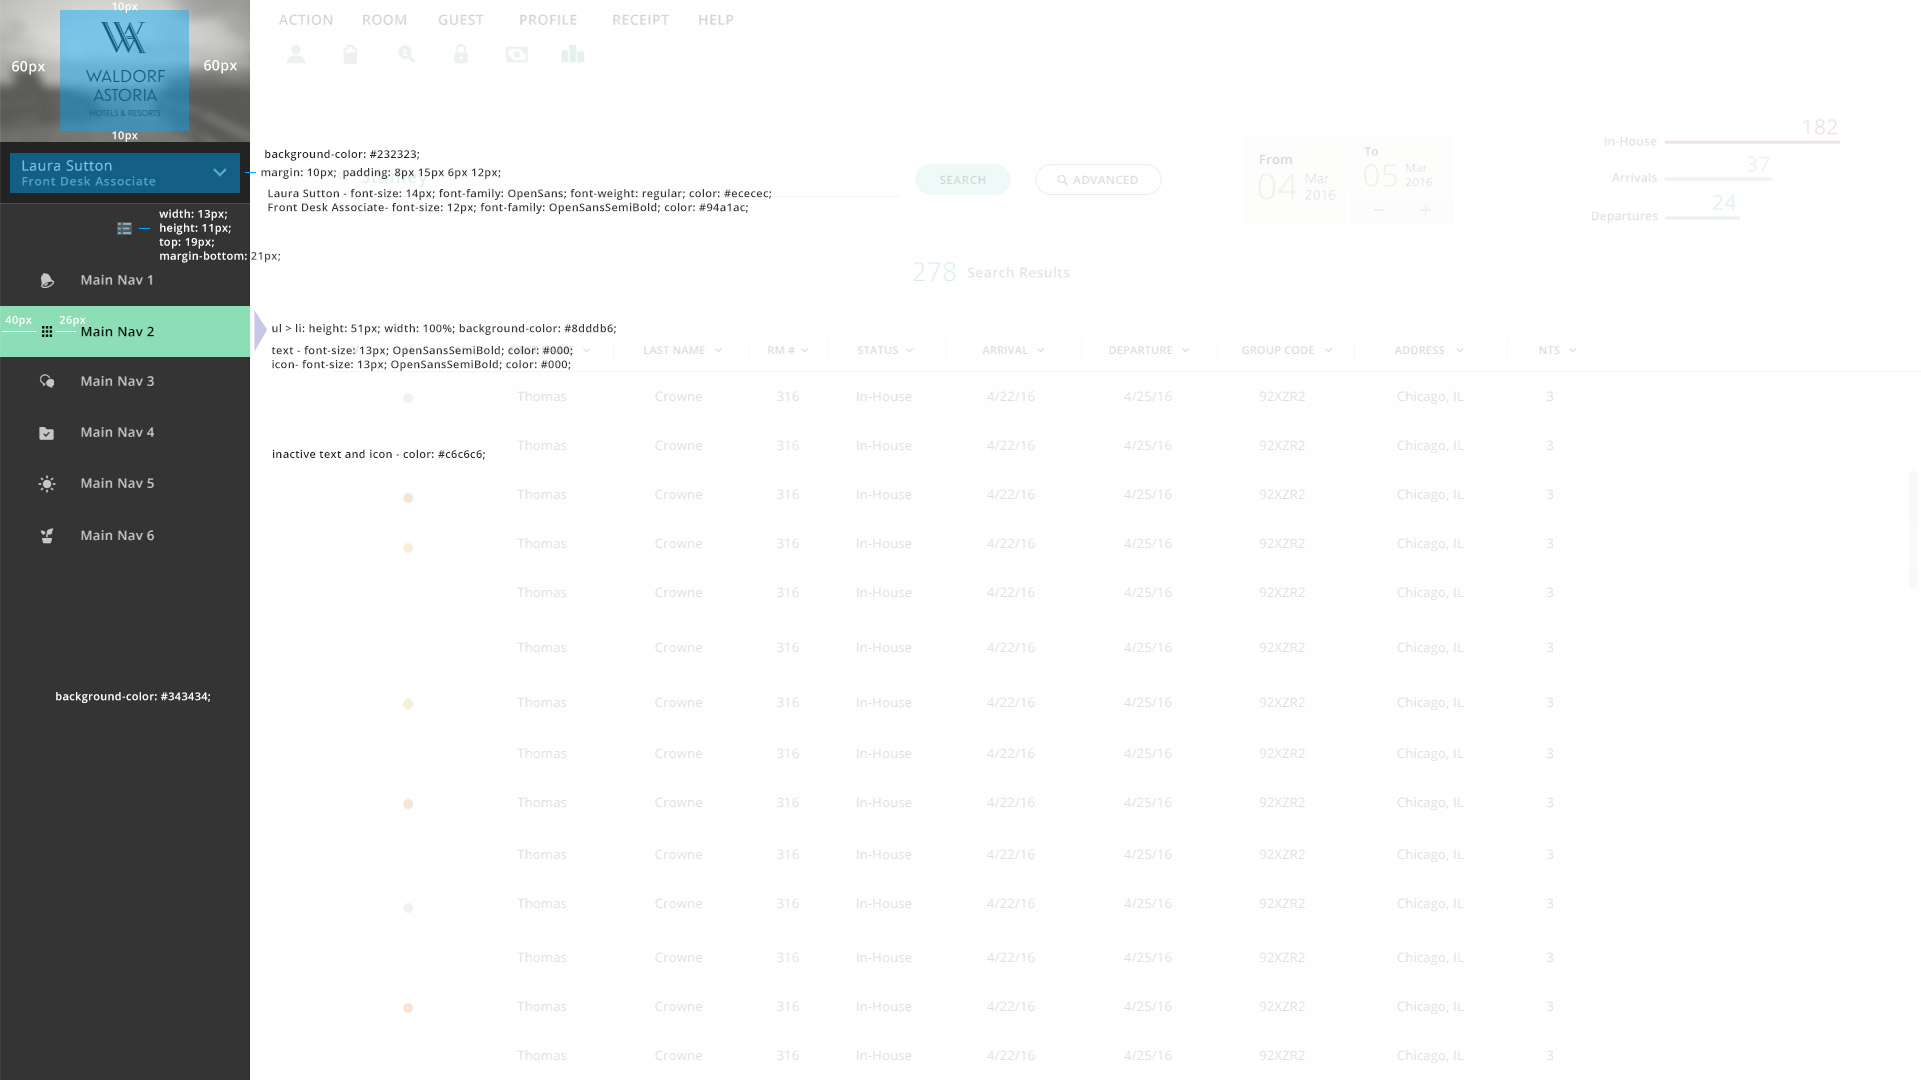 10px
ACTION ROOM GUEST PROFILE RECEIPT HELP
60px 60px
WALDORF
ASTORIA
HOTELS & RESORTS
10px
182
In-House
37
Arrivals
24
Departures
background-color: #232323;
Laura Sutton
Front Desk Associate
margin: 10px; padding: 8px 15px 6px 12px;
Laura Sutton - font-size: 14px; font-family: OpenSans; font-weight: regular; color: #ececec;
Front Desk Associate- font-size: 12px; font-family: OpenSansSemiBold; color: #94a1ac;
SEARCH ADVANCED
From
04 Mar
2016
To
05 Mar
2016
width: 13px;
height: 11px;
top: 19px;
margin-bottom: 21px;
278 Search Results
Main Nav 1
40px 26px
Main Nav 2
ul > li: height: 51px; width: 100%; background-color: #8dddb6;
text - font-size: 13px; OpenSansSemiBold; color: #000;
icon- font-size: 13px; OpenSansSemiBold; color: #000;
LAST NAME RM # STATUS ARRIVAL DEPARTURE GROUP CODE ADDRESS NTS
Main Nav 3
Thomas Crowne 316 In-House 4/22/16 4/25/16 92XZR2 Chicago, IL 3
Main Nav 4
Thomas Crowne 316 In-House 4/22/16 4/25/16 92XZR2 Chicago, IL 3
inactive text and icon - color: #c6c6c6;
Main Nav 5
Thomas Crowne 316 In-House 4/22/16 4/25/16 92XZR2 Chicago, IL 3
Main Nav 6
Thomas Crowne 316 In-House 4/22/16 4/25/16 92XZR2 Chicago, IL 3
Thomas Crowne 316 In-House 4/22/16 4/25/16 92XZR2 Chicago, IL 3
Thomas Crowne 316 In-House 4/22/16 4/25/16 92XZR2 Chicago, IL 3
background-color: #343434;
Thomas Crowne 316 In-House 4/22/16 4/25/16 92XZR2 Chicago, IL 3
Thomas Crowne 316 In-House 4/22/16 4/25/16 92XZR2 Chicago, IL 3
Thomas Crowne 316 In-House 4/22/16 4/25/16 92XZR2 Chicago, IL 3
Thomas Crowne 316 In-House 4/22/16 4/25/16 92XZR2 Chicago, IL 3
Thomas Crowne 316 In-House 4/22/16 4/25/16 92XZR2 Chicago, IL 3
Thomas Crowne 316 In-House 4/22/16 4/25/16 92XZR2 Chicago, IL 3
Thomas Crowne 316 In-House 4/22/16 4/25/16 92XZR2 Chicago, IL 3
Thomas Crowne 316 In-House 4/22/16 4/25/16 92XZR2 Chicago, IL 3